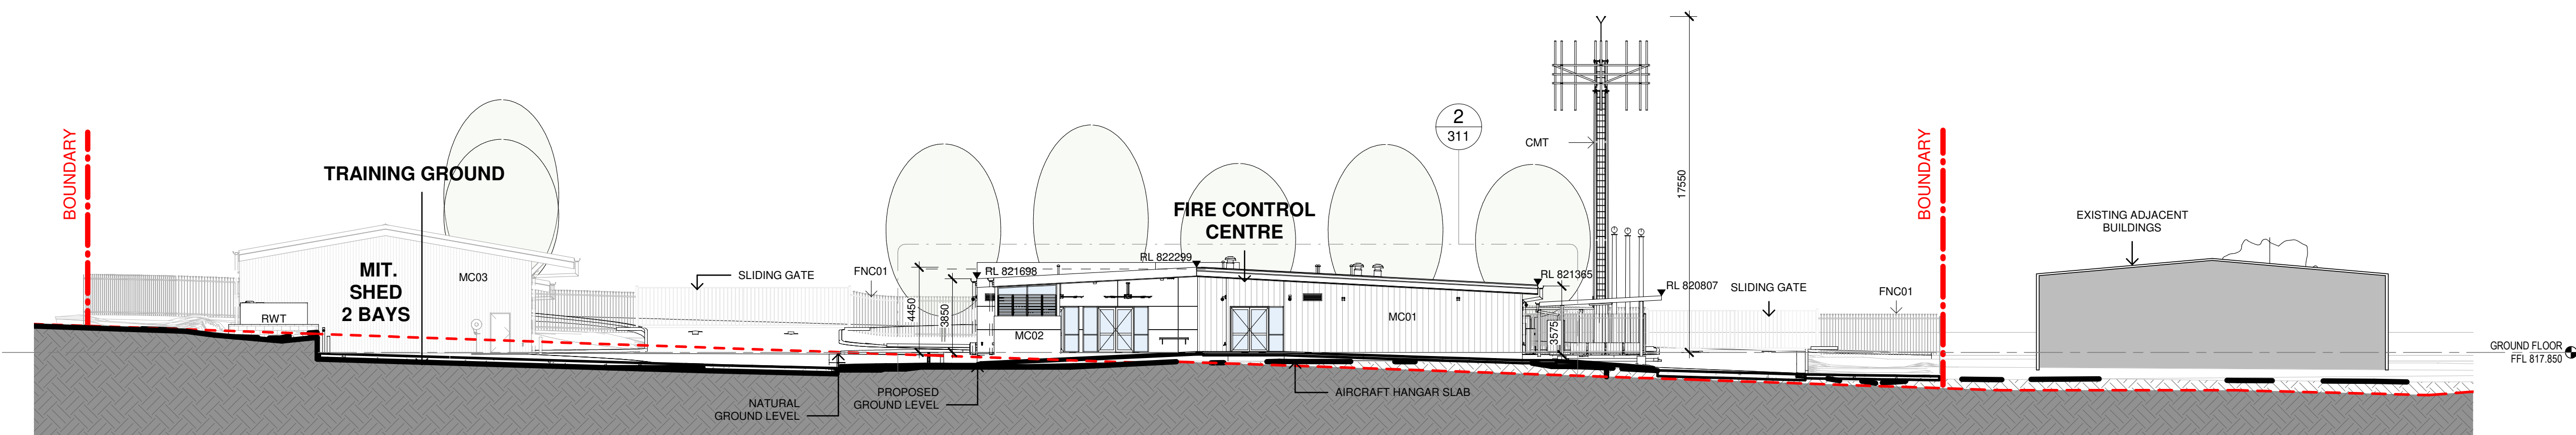 BOUNDARY
TRAINING GROUND
MIT.
SHED
2 BAYS
MC03
RWT
SLIDING GATE
FNC01
4450
3850
RL 821698
RL 822299
FIRE CONTROL
CENTRE
MC02
MC01
2
311
CMT
17550
RL 821365
RL 820807
3575
SLIDING GATE
FNC01
BOUNDARY
EXISTING ADJACENT
BUILDINGS
GROUND FLOOR
FFL 817.850
NATURAL
GROUND LEVEL
PROPOSED
GROUND LEVEL
AIRCRAFT HANGAR SLAB